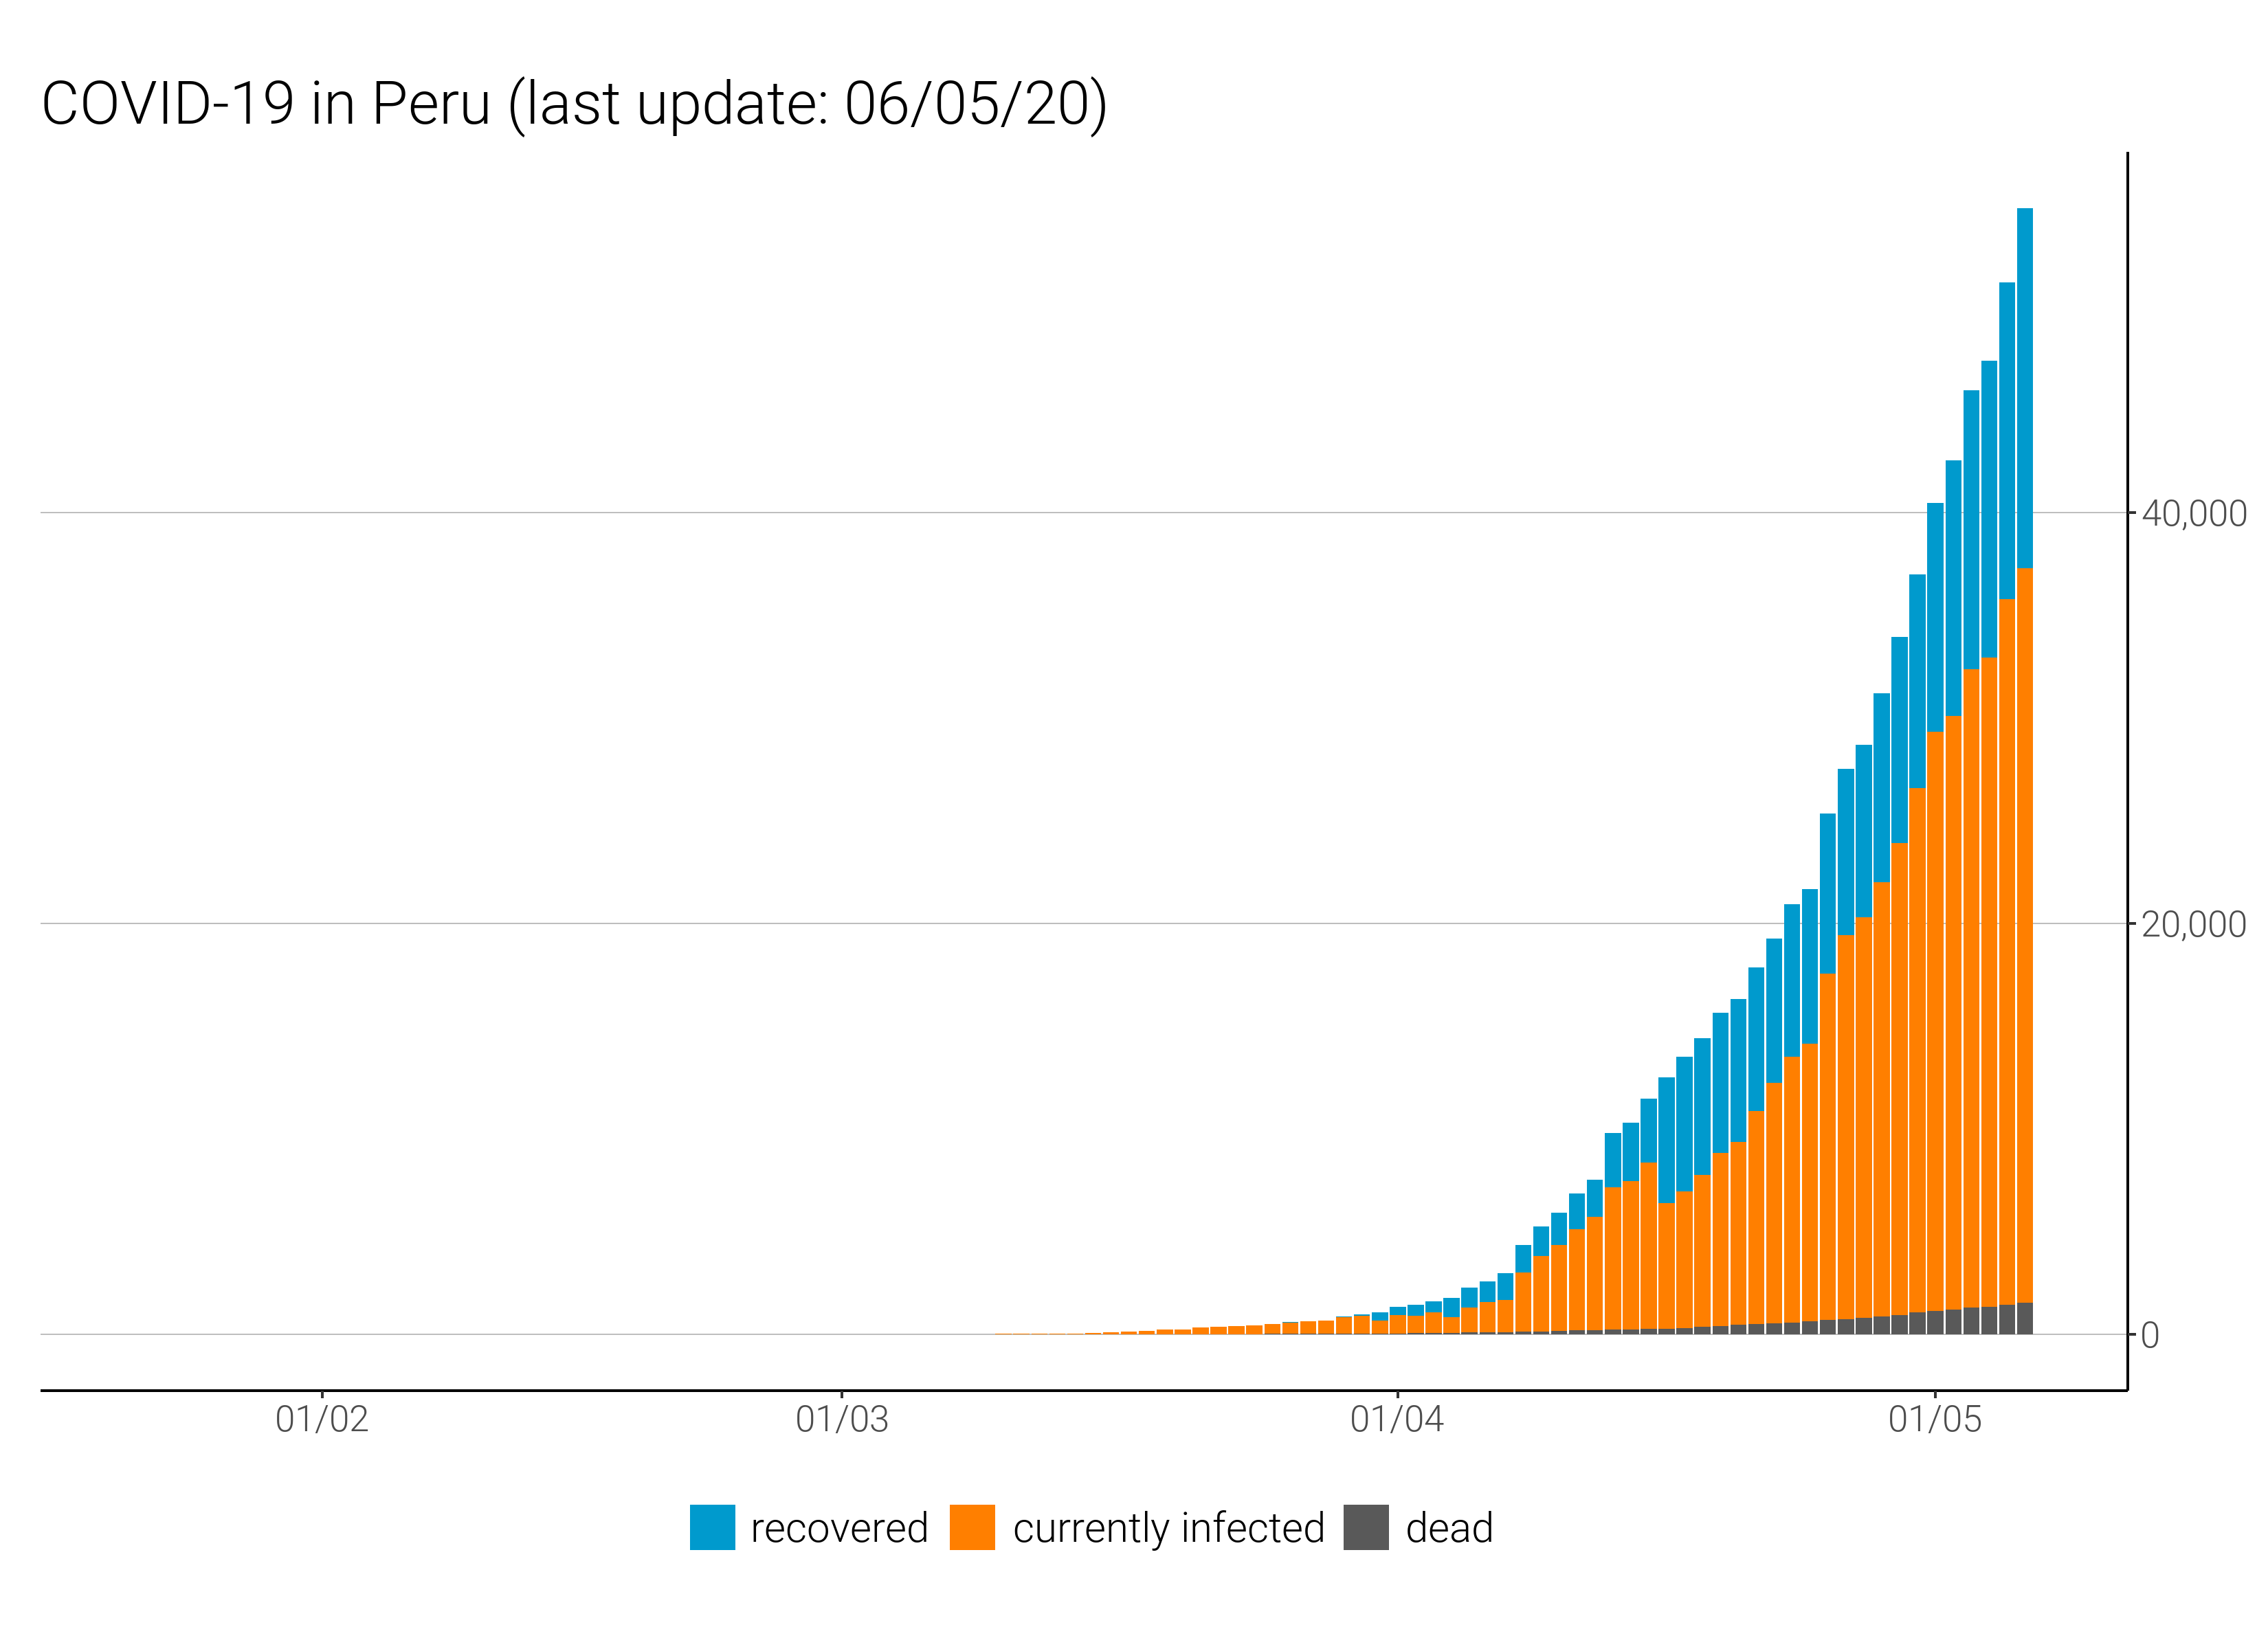 COVID-19 in Peru (last update: 06/05/20)
40,000
20,000
0
01/02 01/03 01/04 01/05
recovered currently infected dead